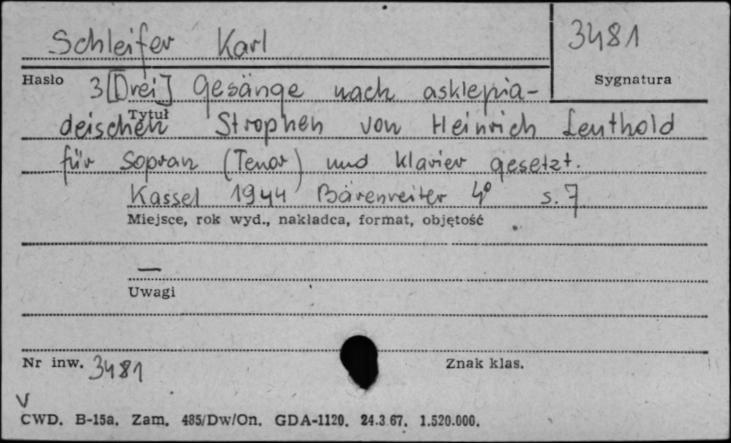 Schleifer Karl
3481
Hasło
Sygnatura
3 [Drei] Gesänge nach asklepia-
Tytuł
deischen Strophen von Heinrich Leuthold
für Sopran (Tenor) und Klavier gesetzt.
Kassel 1944 Bärenreiter 4° s. 7
Miejsce, rok wyd., nakładca, format, objętość
—
Uwagi
Nr inw. 3481
Znak klas.
V
CWD. B-15a. Zam. 485/Dw/On. GDA-1120. 24.3.67. 1.520.000.